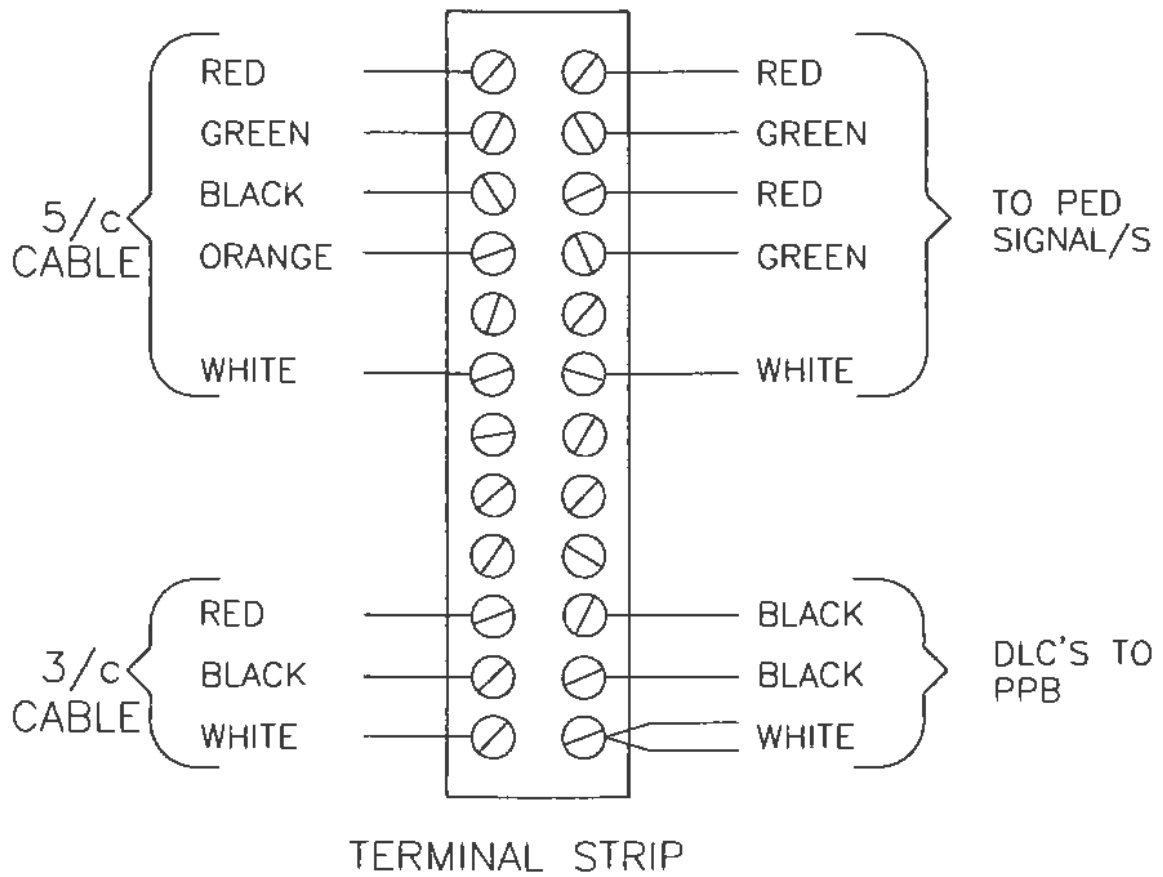 RED RED
GREEN GREEN
BLACK RED
5/c
CABLE
ORANGE GREEN
TO PED
SIGNAL/S
WHITE WHITE
RED BLACK
3/c
CABLE
BLACK BLACK
DLC'S TO
PPB
WHITE WHITE
TERMINAL STRIP